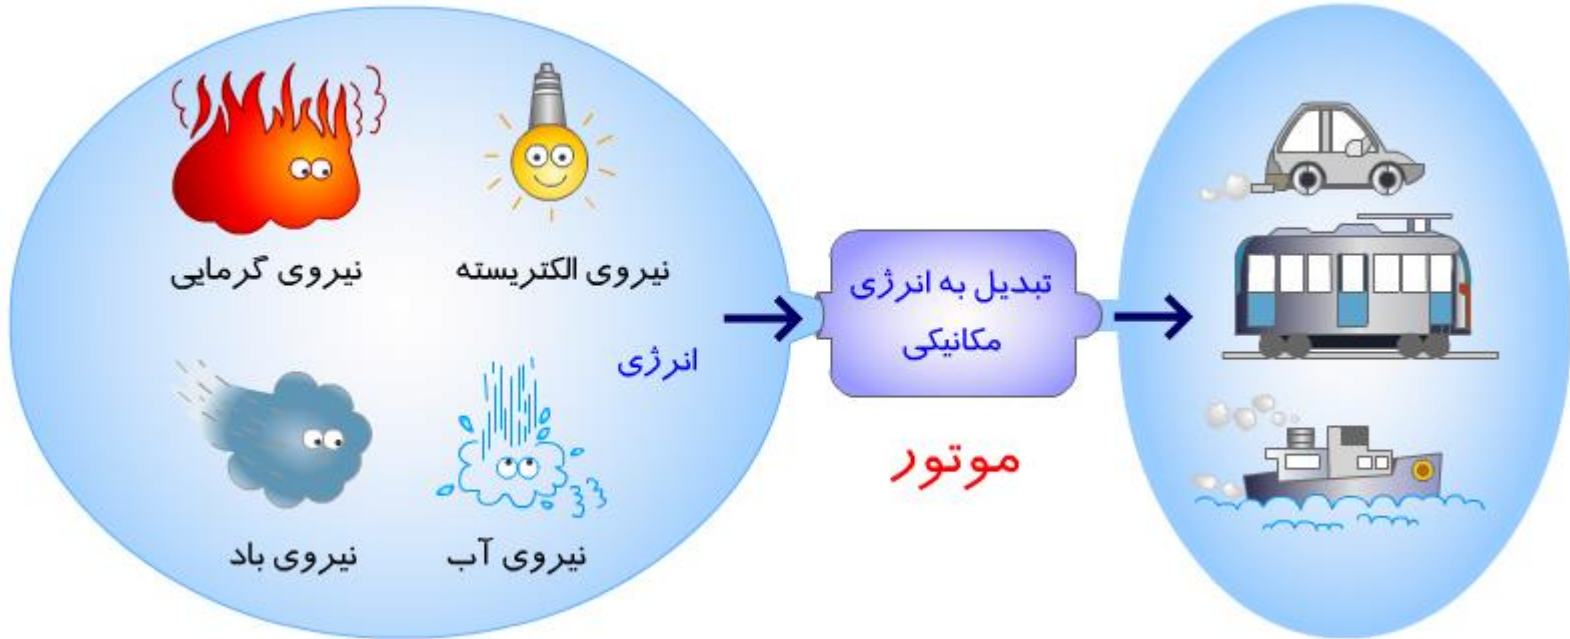 نیروی گرمایی
نیروی الکتریسته
تبدیل به انرژی
مکانیکی
انرژی
موتور
نیروی باد
نیروی آب